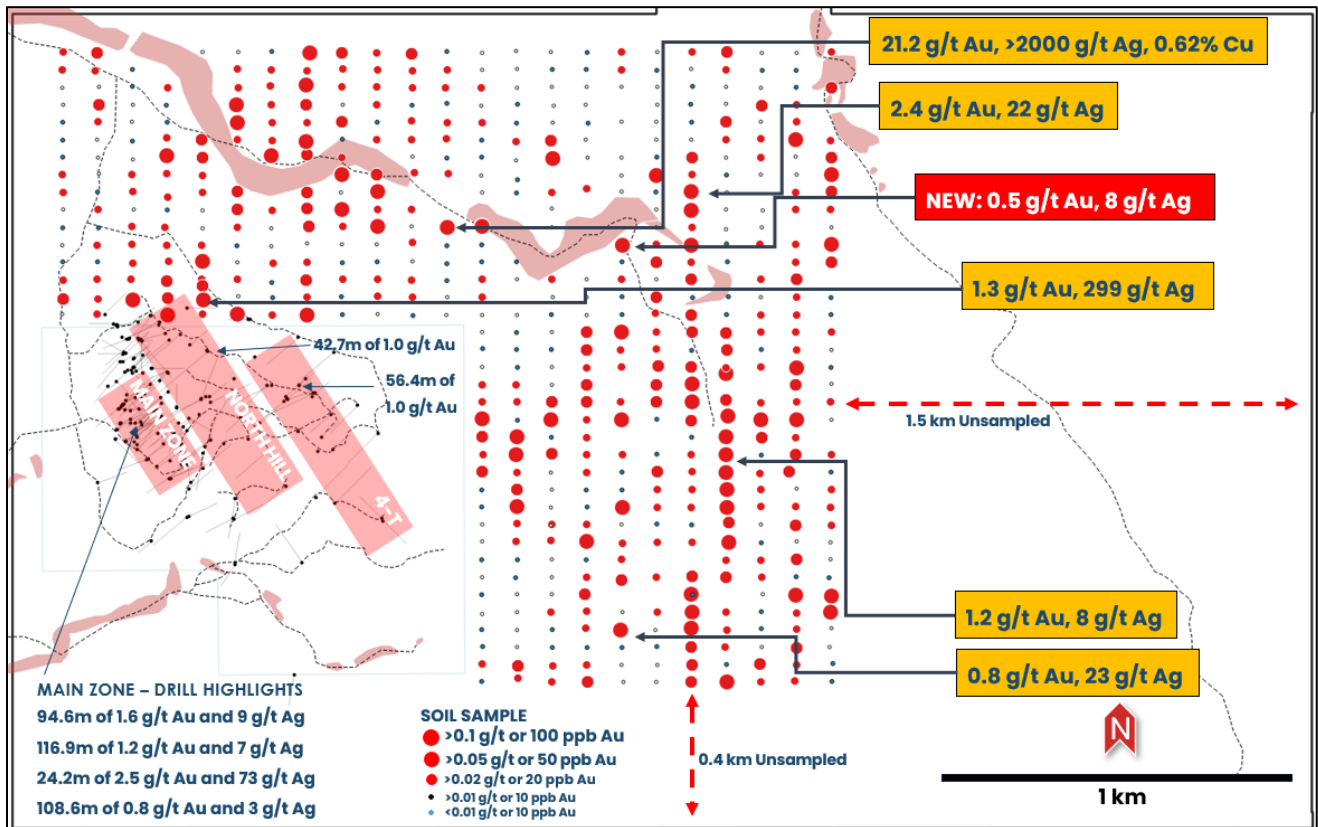 21.2 g/t Au, >2000 g/t Ag, 0.62% Cu
2.4 g/t Au, 22 g/t Ag
NEW: 0.5 g/t Au, 8 g/t Ag
1.3 g/t Au, 299 g/t Ag
42.7m of 1.0 g/t Au
56.4m of
1.0 g/t Au
MAIN ZONE
NORTH HILL
4-T
1.5 km Unsampled
1.2 g/t Au, 8 g/t Ag
0.8 g/t Au, 23 g/t Ag
MAIN ZONE – DRILL HIGHLIGHTS
94.6m of 1.6 g/t Au and 9 g/t Ag
116.9m of 1.2 g/t Au and 7 g/t Ag
24.2m of 2.5 g/t Au and 73 g/t Ag
108.6m of 0.8 g/t Au and 3 g/t Ag
SOIL SAMPLE
>0.1 g/t or 100 ppb Au
>0.05 g/t or 50 ppb Au
>0.02 g/t or 20 ppb Au
>0.01 g/t or 10 ppb Au
<0.01 g/t or 10 ppb Au
0.4 km Unsampled
N
1 km